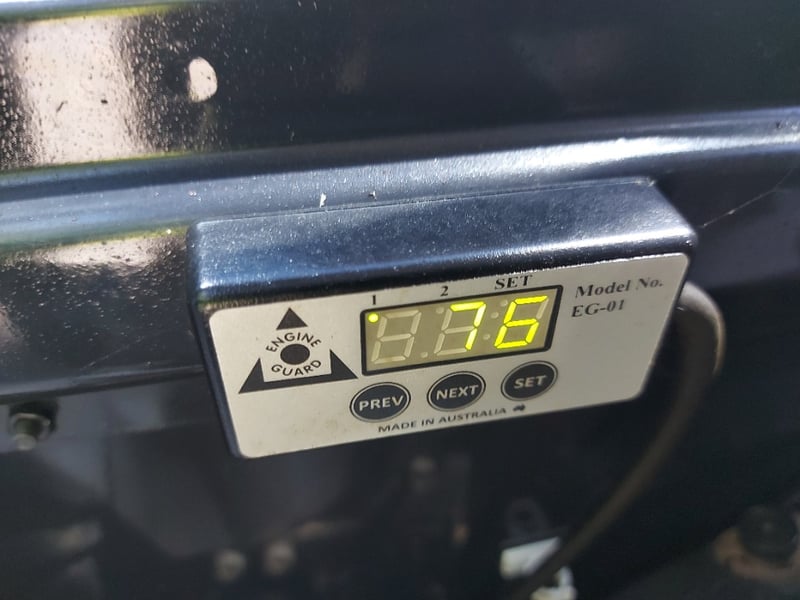 1 2 SET
76
Model No.
EG-01
ENGINE
GUARD
PREV NEXT SET
MADE IN AUSTRALIA